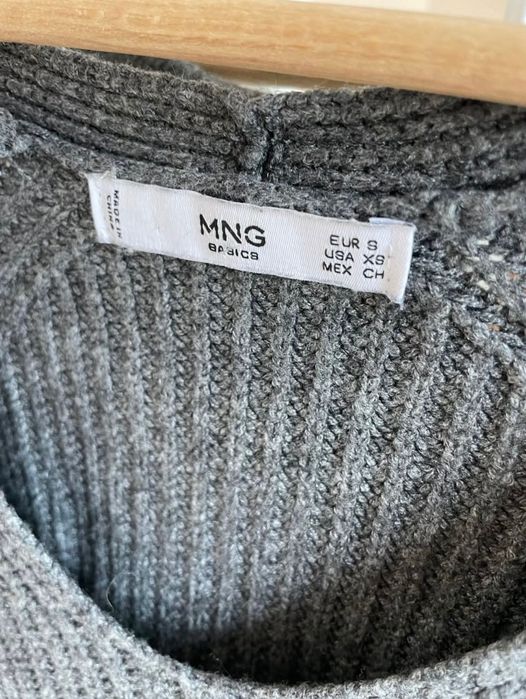 MADE IN
CHINA
MNG
BASICS
EUR S
USA XS
MEX CH